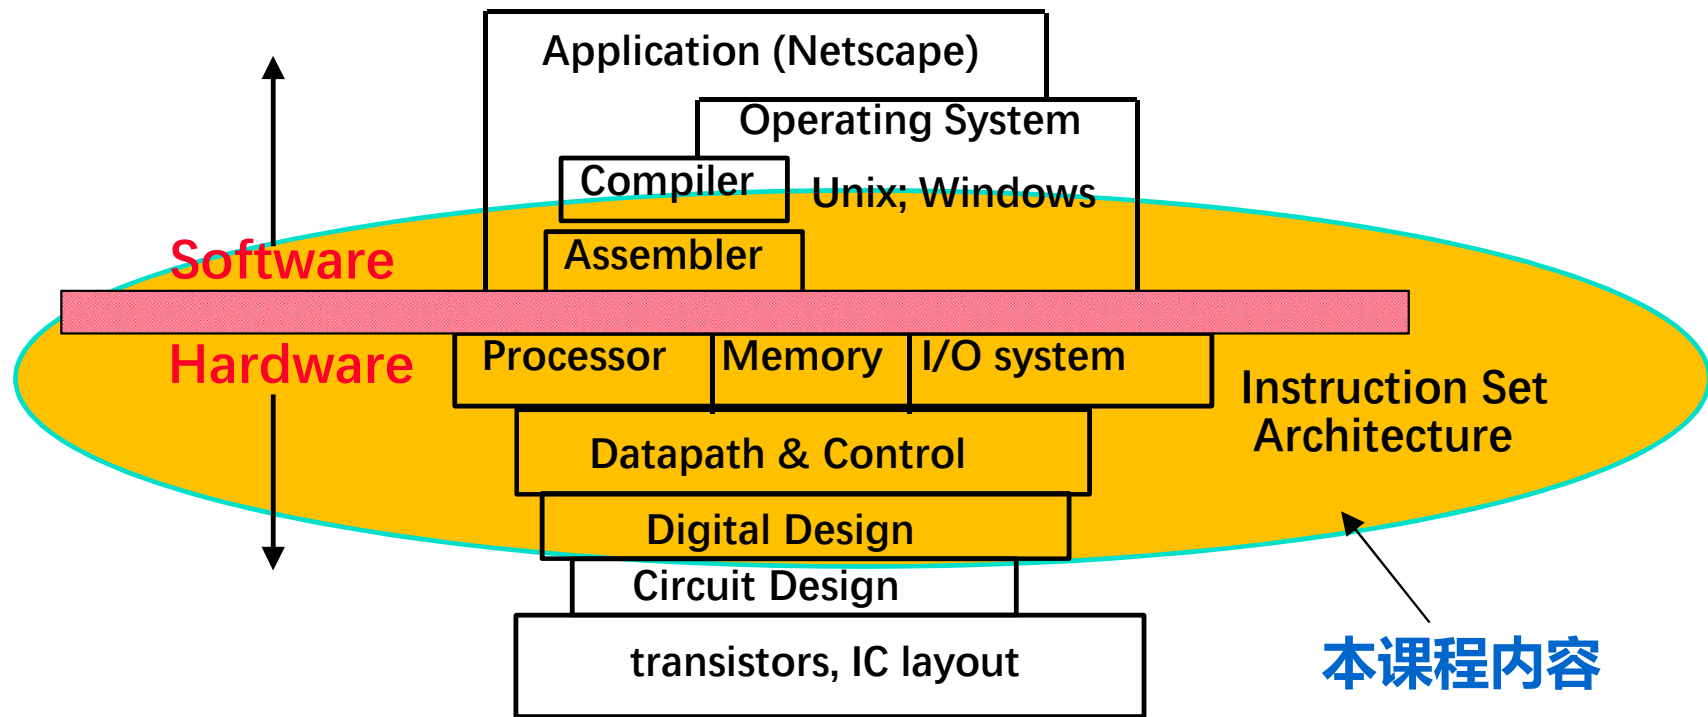 Application (Netscape)
Operating System
Compiler
Unix; Windows
Assembler
Software
Hardware
Processor
Memory
I/O system
Instruction Set
Architecture
Datapath & Control
Digital Design
Circuit Design
transistors, IC layout
本课程内容